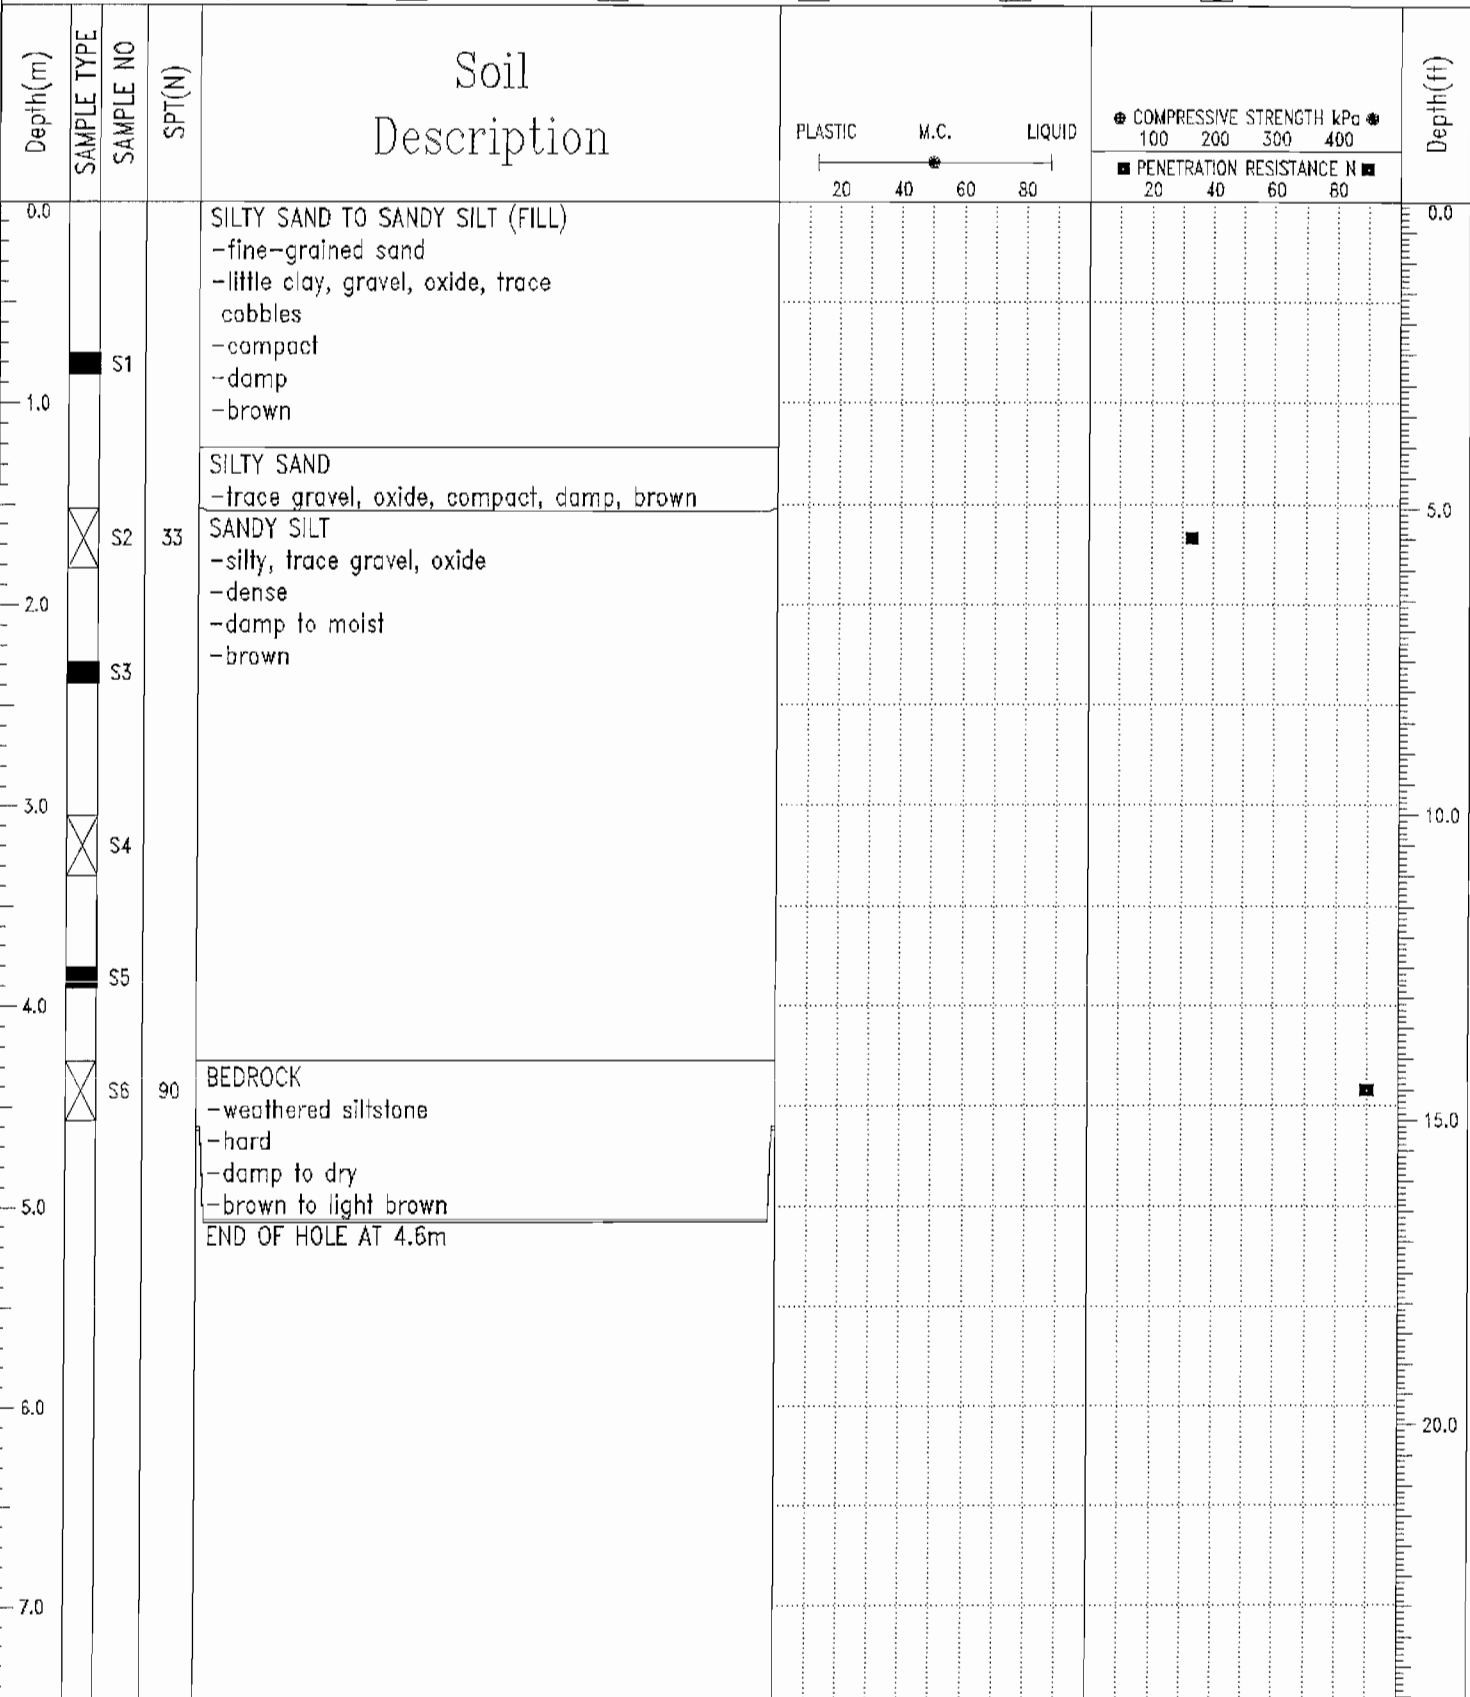 Depth(m)
SAMPLE TYPE
SAMPLE NO
SPT(N)
Soil
Description
PLASTIC M.C. LIQUID
20 40 60 80
COMPRESSIVE STRENGTH kPa
100 200 300 400
PENETRATION RESISTANCE N
20 40 60 80
Depth(ft)
0.0
SILTY SAND TO SANDY SILT (FILL)
0.0
-fine-grained sand
-little clay, gravel, oxide, trace
cobbles
-compact
S1
-damp
1.0
-brown
SILTY SAND
-trace gravel, oxide, compact, damp, brown
5.0
SANDY SILT
S2 33
-silty, trace gravel, oxide
-dense
2.0
-damp to moist
-brown
S3
3.0
10.0
S4
S5
4.0
BEDROCK
S6 90
-weathered siltstone
15.0
-hard
-damp to dry
5.0
-brown to light brown
END OF HOLE AT 4.6m
6.0
20.0
7.0